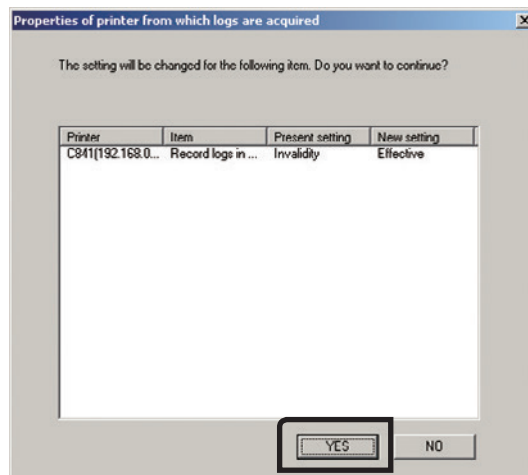 Properties of printer from which logs are acquired
The setting will be changed for the following item. Do you want to continue?
Printer Item Present setting New setting
C841(192.168.0... Record logs in ... Invalidity Effective
YES NO